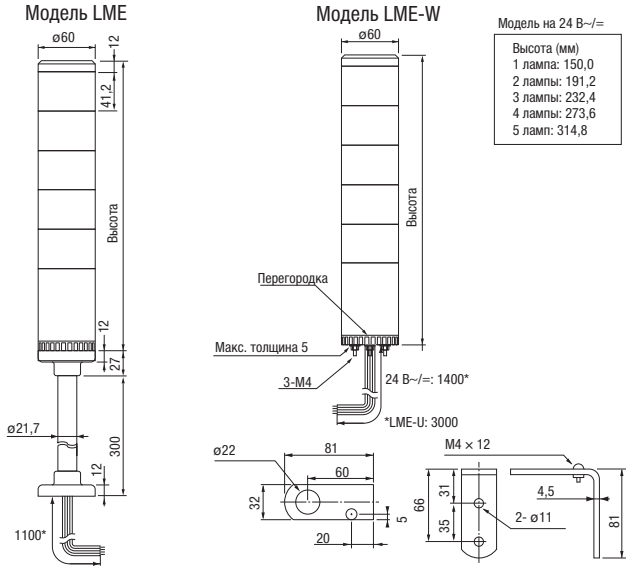 Модель LME
ø60
12
41,2
Высота
12
27
ø21,7
300
12
1100*
Модель LME-W
ø60
Высота
Перегородка
Макс. толщина 5
3-M4
24 В~/=: 1400*
*LME-U: 3000
Модель на 24 В~/=
Высота (мм)
1 лампа: 150,0
2 лампы: 191,2
3 лампы: 232,4
4 лампы: 273,6
5 ламп: 314,8
ø22
81
60
32
5
20
M4 × 12
66
31
35
2- ø11
4,5
81